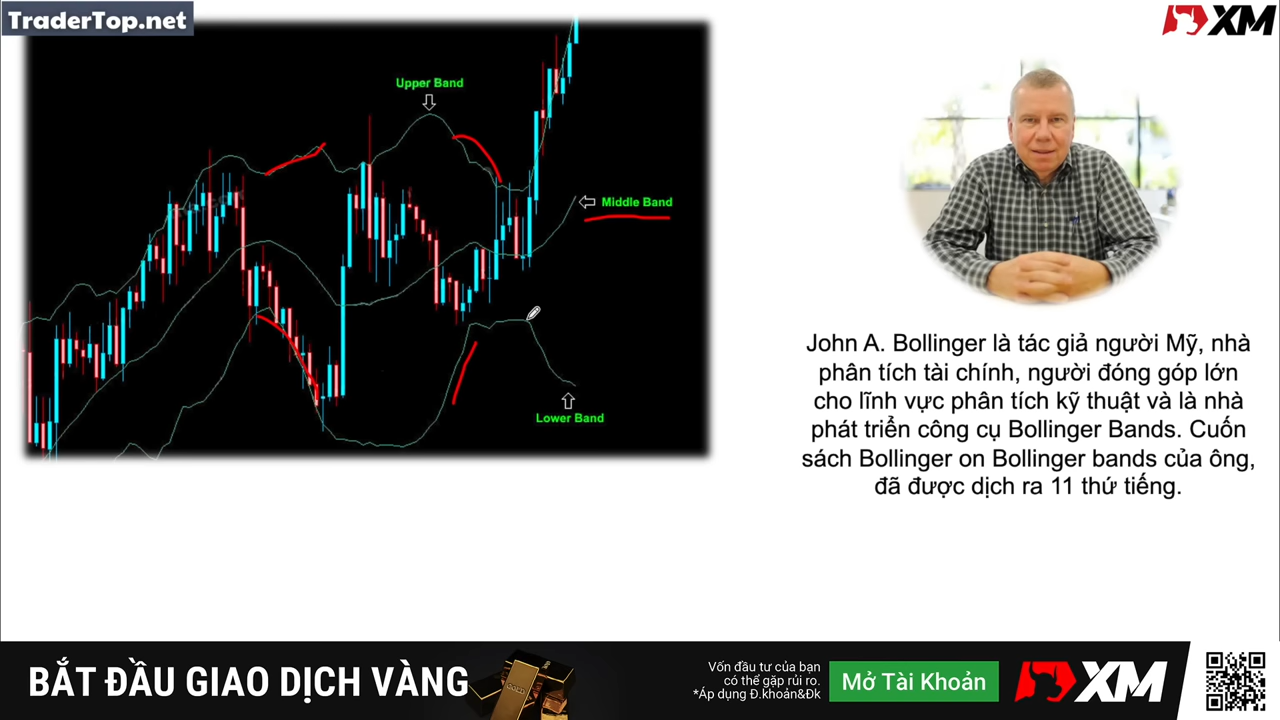 TraderTop.net
XM
Upper Band
Middle Band
Lower Band
John A. Bollinger là tác giả người Mỹ, nhà
phân tích tài chính, người đóng góp lớn
cho lĩnh vực phân tích kỹ thuật và là nhà
phát triển công cụ Bollinger Bands. Cuốn
sách Bollinger on Bollinger bands của ông,
đã được dịch ra 11 thứ tiếng.
BẮT ĐẦU GIAO DỊCH VÀNG
Vốn đầu tư của bạn
có thể gặp rủi ro.
*Áp dụng Đ.khoản&Đk
Mở Tài Khoản
XM